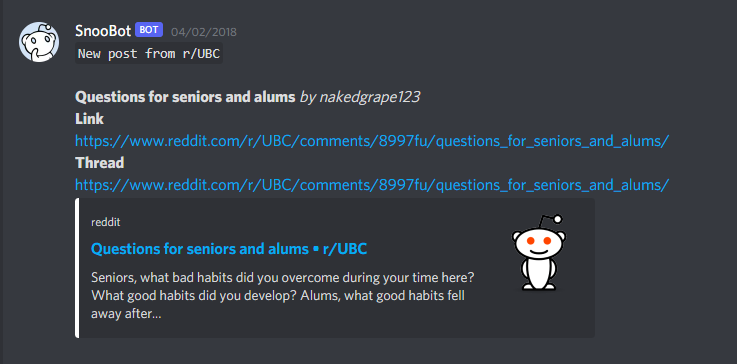 SnooBot BOT 04/02/2018
New post from r/UBC
Questions for seniors and alums by nakedgrape123
Link
https://www.reddit.com/r/UBC/comments/8997fu/questions_for_seniors_and_alums/
Thread
https://www.reddit.com/r/UBC/comments/8997fu/questions_for_seniors_and_alums/
reddit
Questions for seniors and alums • r/UBC
Seniors, what bad habits did you overcome during your time here?
What good habits did you develop? Alums, what good habits fell
away after...